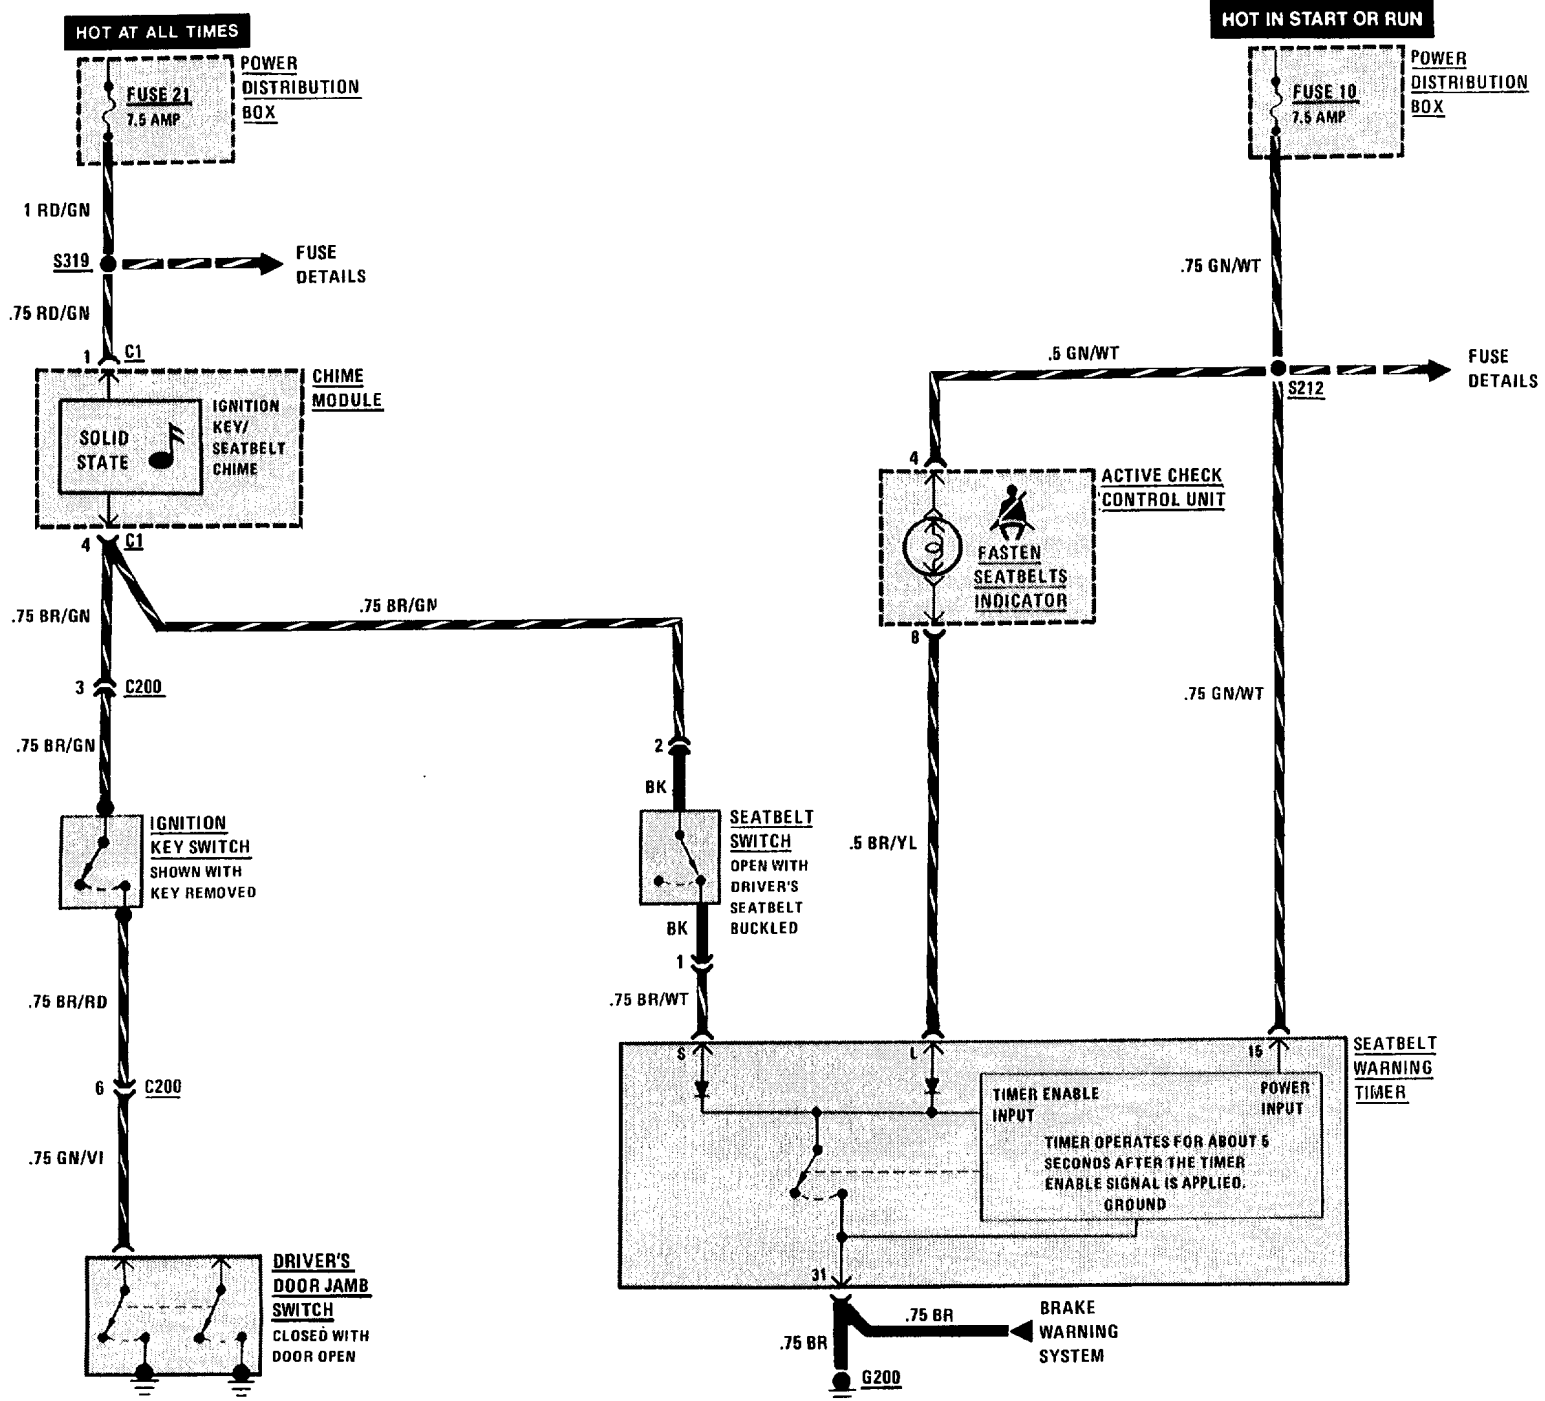 HOT AT ALL TIMES
HOT IN START OR RUN
POWER
DISTRIBUTION
BOX
FUSE 21
7.5 AMP
POWER
DISTRIBUTION
BOX
FUSE 10
7.5 AMP
1 RD/GN
S319
FUSE
DETAILS
.75 RD/GN
.75 GN/WT
1
C1
.5 GN/WT
FUSE
DETAILS
S212
CHIME
MODULE
SOLID
STATE
IGNITION
KEY/
SEATBELT
CHIME
4
ACTIVE CHECK
CONTROL UNIT
FASTEN
SEATBELTS
INDICATOR
4
C1
.75 BR/GN
.75 BR/GN
8
3
C200
.75 GN/WT
.75 BR/GN
2
BK
IGNITION
KEY SWITCH
SHOWN WITH
KEY REMOVED
SEATBELT
SWITCH
OPEN WITH
DRIVER'S
SEATBELT
BUCKLED
.5 BR/YL
BK
1
.75 BR/RD
.75 BR/WT
S
L
15
SEATBELT
WARNING
TIMER
6
C200
TIMER ENABLE
INPUT
POWER
INPUT
TIMER OPERATES FOR ABOUT 6
SECONDS AFTER THE TIMER
ENABLE SIGNAL IS APPLIED.
GROUND
.75 GN/VI
DRIVER'S
DOOR JAMB
SWITCH
CLOSED WITH
DOOR OPEN
31
.75 BR
.75 BR
BRAKE
WARNING
SYSTEM
G200